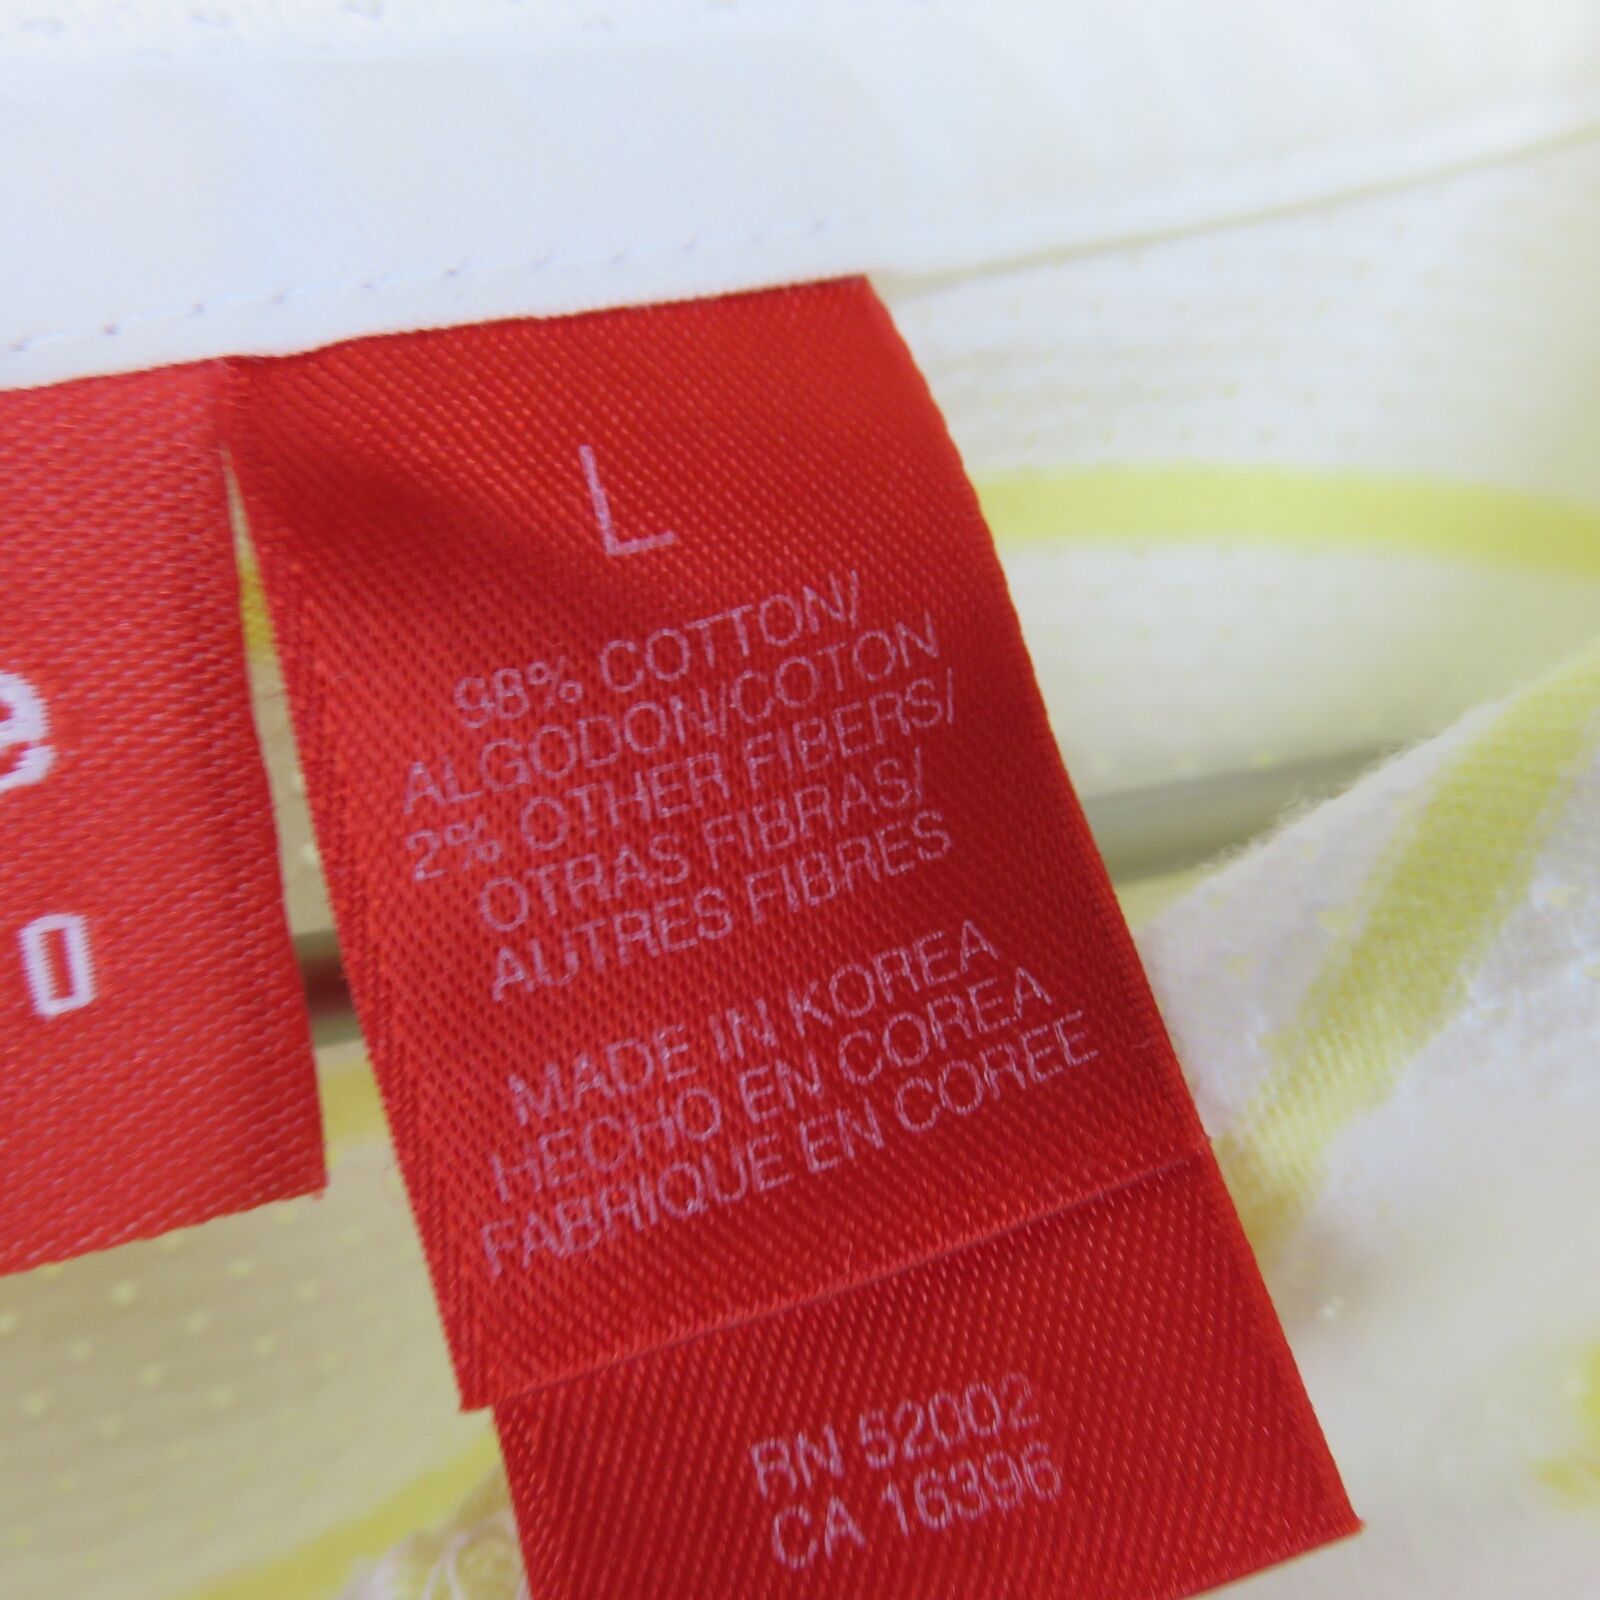 e
0
L
98% COTTON/
ALGODON/COTON
2% OTHER FIBERS/
OTRAS FIBRAS/
AUTRES FIBRES
MADE IN KOREA
HECHO EN COREA
FABRIQUE EN COREE
RN 52002
CA 16396